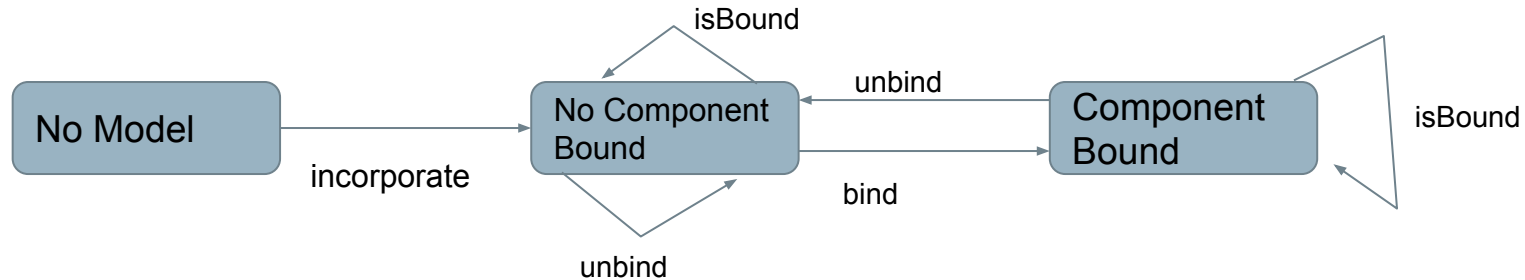 isBound
No Model
incorporate
No Component
Bound
unbind
unbind
bind
Component
Bound
isBound